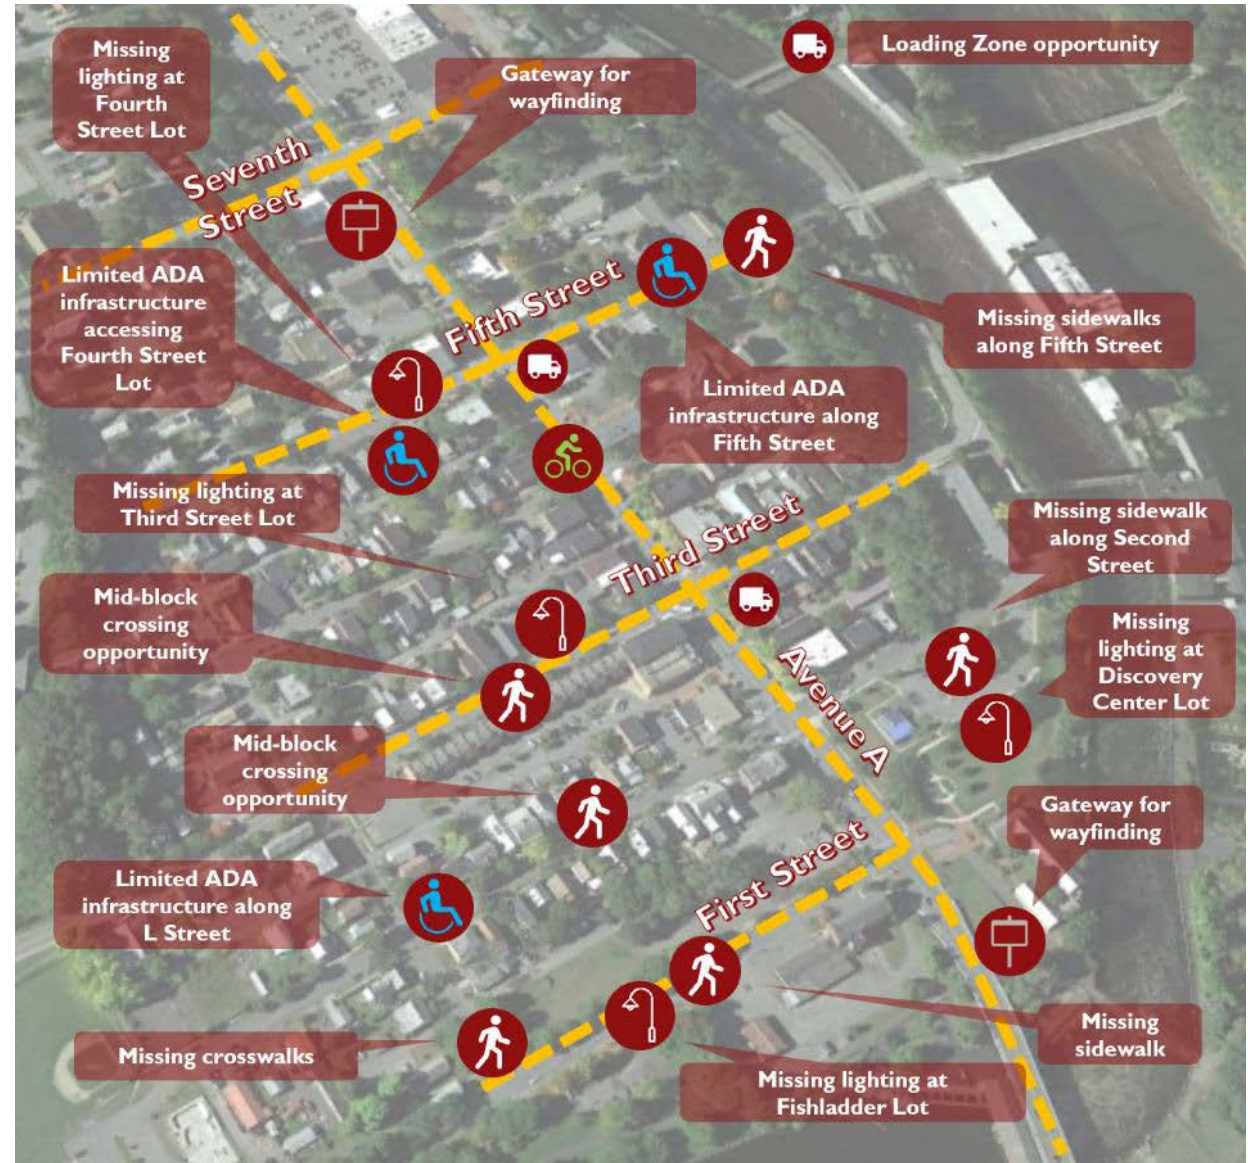 Missing
lighting at
Fourth
Street Lot
Gateway for
wayfinding
Loading Zone opportunity
Seventh
Street
Limited ADA
infrastructure
accessing
Fourth Street
Lot
Fifth Street
Missing sidewalks
along Fifth Street
Limited ADA
infrastructure along
Fifth Street
Missing lighting at
Third Street Lot
Third Street
Missing sidewalk
along Second
Street
Mid-block
crossing
opportunity
Missing
lighting at
Discovery
Center Lot
Avenue A
Mid-block
crossing
opportunity
Gateway for
wayfinding
First Street
Limited ADA
infrastructure along
L Street
Missing
sidewalk
Missing crosswalks
Missing lighting at
Fishladder Lot